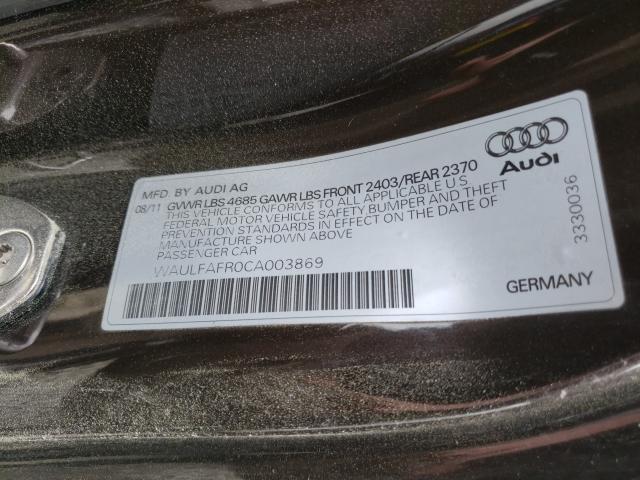 Audi
MFD. BY AUDI AG
08/11 GVWR LBS 4685 GAWR LBS FRONT 2403/REAR 2370
THIS VEHICLE CONFORMS TO ALL APPLICABLE U S
FEDERAL MOTOR VEHICLE SAFETY BUMPER AND THEFT
PREVENTION STANDARDS IN EFFECT ON THE DATE OF
MANUFACTURE SHOWN ABOVE
PASSENGER CAR
WAULFAFR0CA003869
3330036
GERMANY